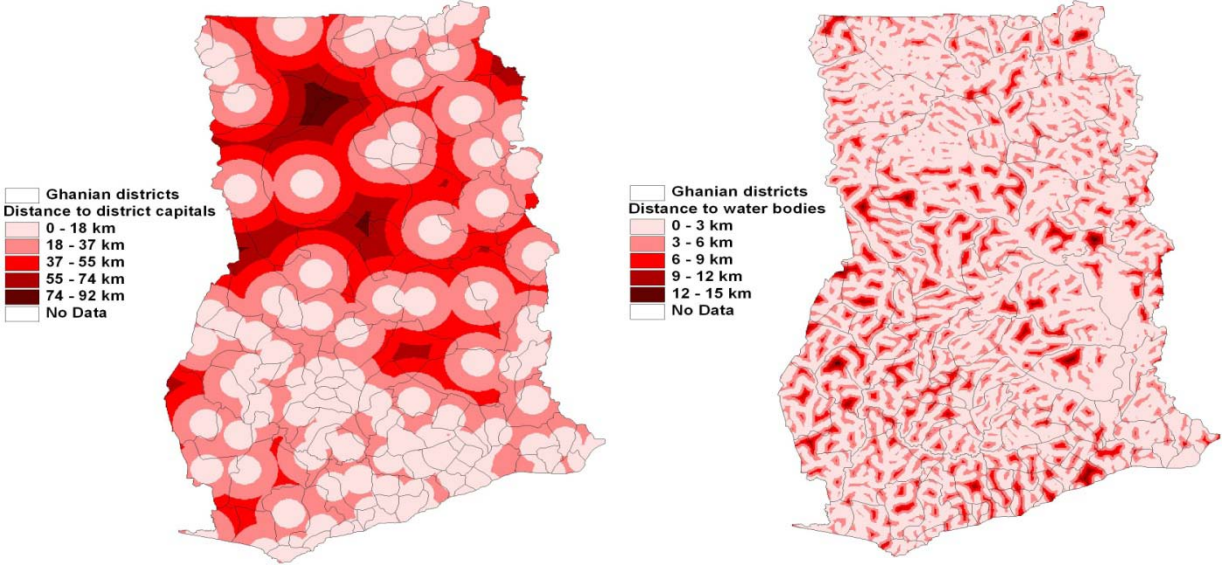 Ghanian districts
Distance to district capitals
0 - 18 km
18 - 37 km
37 - 55 km
55 - 74 km
74 - 92 km
No Data
Ghanian districts
Distance to water bodies
0 - 3 km
3 - 6 km
6 - 9 km
9 - 12 km
12 - 15 km
No Data